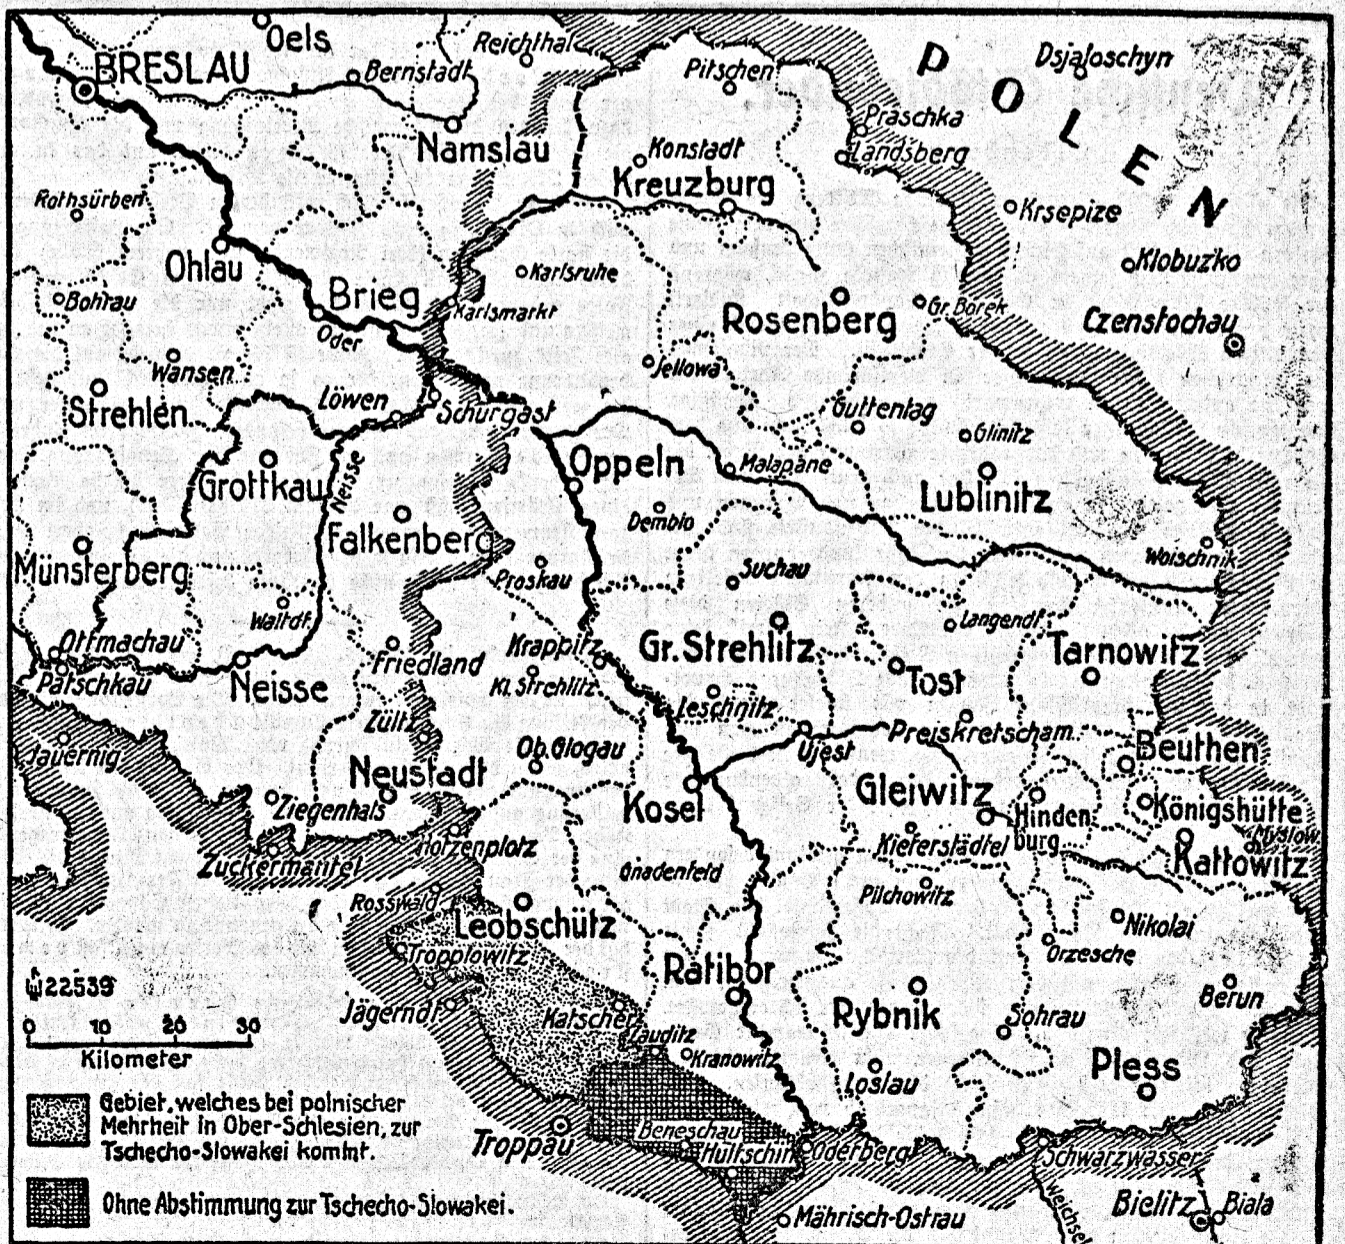 Oels
Reichthal
Dsjaloschyn
BRESLAU
Bernstadt
Pitschen
POLEN
Praschka
Namslau
Konstadt
Landsberg
Kreuzburg
Rothsürben
Krsepize
Ohlau
Klobuzko
Karlsruhe
Brieg
Bohrau
Karlsmarkt
Rosenberg
Gr. Borek
Czenstochau
Oder
Wansen
Jellowa
Strehlen
Löwen
Schurgast
Guttentag
Glinitz
Grottkau
Neisse
Oppeln
Malapane
Lublinitz
Falkenberg
Dembio
Woischnik
Münsterberg
Proskau
Suchau
Waltdf.
Langendf.
Ottmachau
Friedland
Krappitz
Gr. Strehlitz
Tarnowitz
Patschkau
Neisse
Kl. Strehlitz
Tost
Leschnitz
Zültz
Jauernig
Ob. Glogau
Ujest
Preiskretscham.
Beuthen
Neustadt
Ziegenhals
Kosel
Gleiwitz
Hinden
burg
Königshütte
Hotzenplotz
Kieferstädtel
Myslow.
Zuckermantel
Gnadenfeld
Kattowitz
Rosswald
Pilchowitz
Leobschütz
Nikolai
Tropplowitz
Ratibor
Orzesche
22539
Jägerndf.
Katscher
Rybnik
Sohrau
Berun
0 10 20 30
Kilometer
Zauditz
Kranowitz
Loslau
Pless
Gebiet, welches bei polnischer
Mehrheit in Ober-Schlesien, zur
Tschecho-Slowakei kommt.
Troppau
Beneschau
Hultschin
Oderberg
Schwarzwasser
Ohne Abstimmung zur Tschecho-Slowakei.
Mährisch-Ostrau
Weichsel
Bielitz
Biala